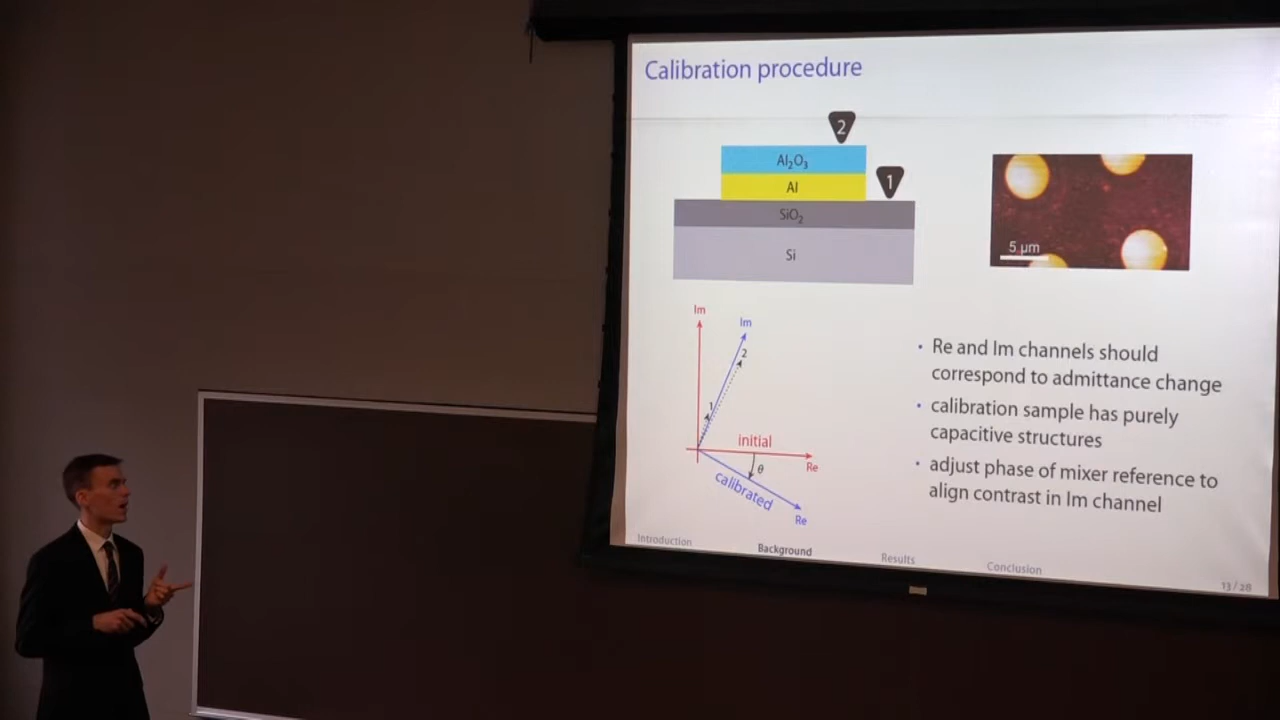 Calibration procedure
2
Al₂O₃
1
Al
SiO₂
Si
5 µm
Im
Im
2
1
initial
Re
θ
calibrated
Re
• Re and Im channels should
correspond to admittance change
• calibration sample has purely
capacitive structures
• adjust phase of mixer reference to
align contrast in Im channel
Introduction
Background
Results
Conclusion
13 / 28